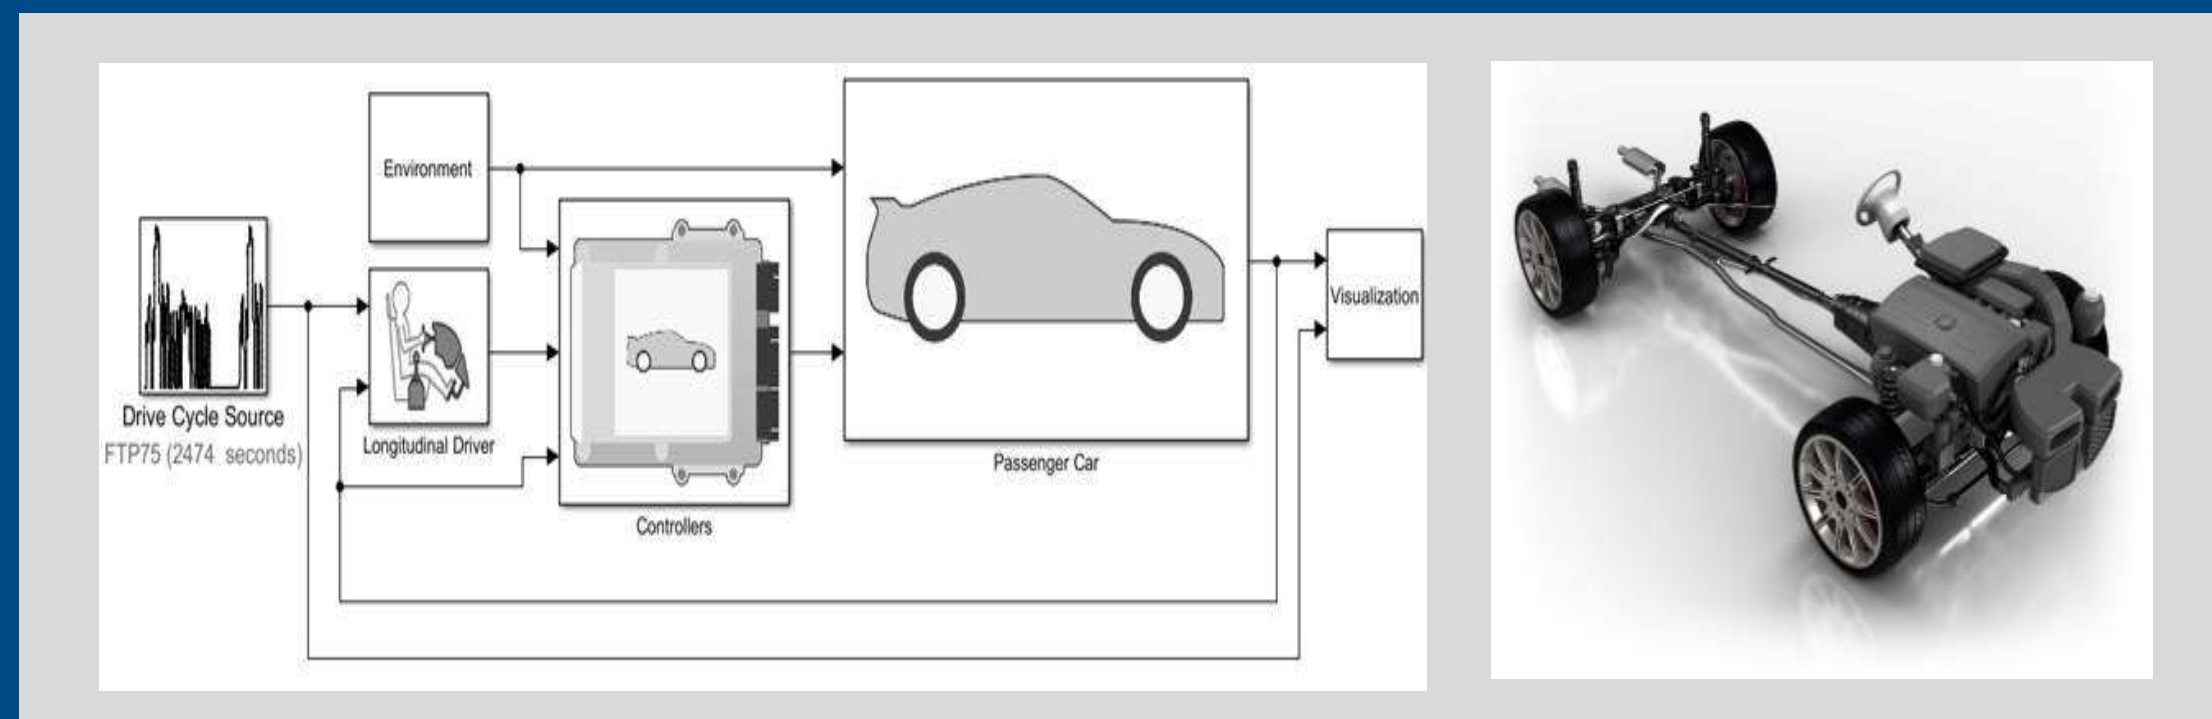 Environment
Drive Cycle Source
FTP75 (2474 seconds)
Longitudinal Driver
Controllers
Passenger Car
Visualization